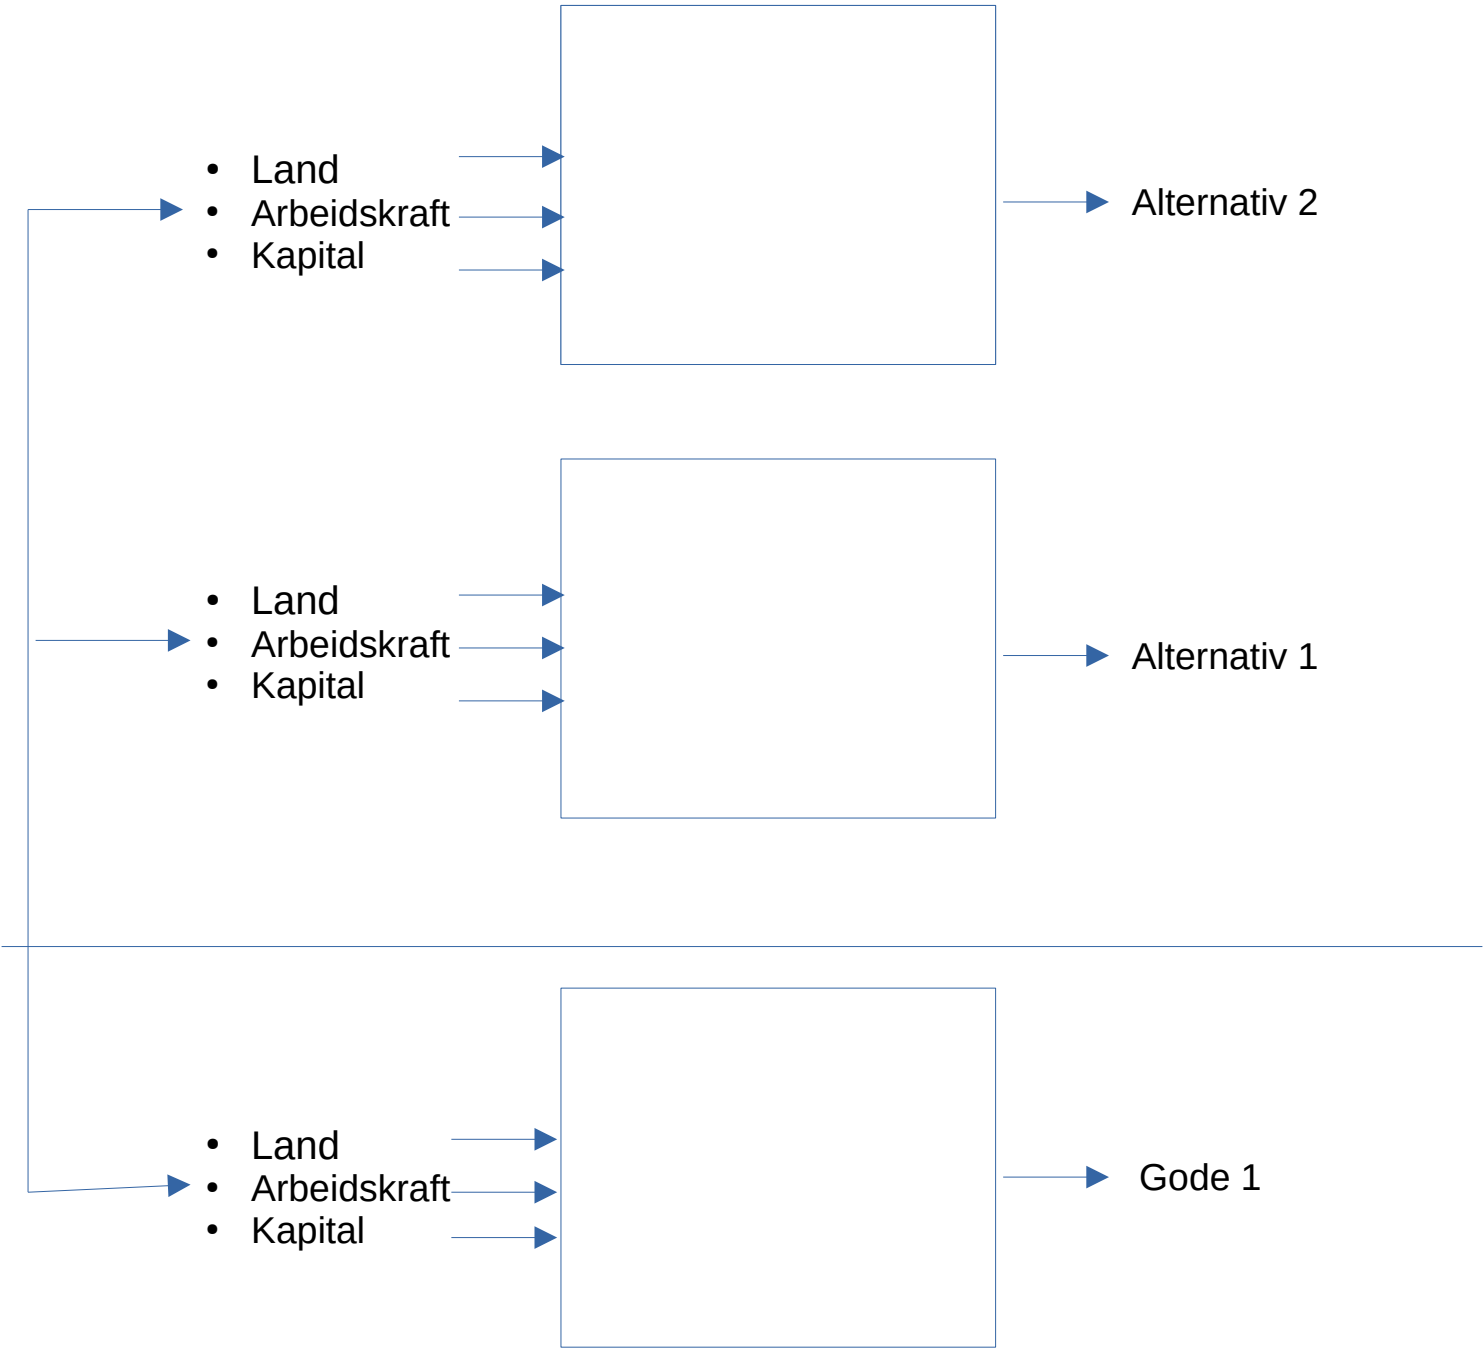 • Land
• Arbeidskraft
• Kapital
Alternativ 2
• Land
• Arbeidskraft
• Kapital
Alternativ 1
• Land
• Arbeidskraft
• Kapital
Gode 1